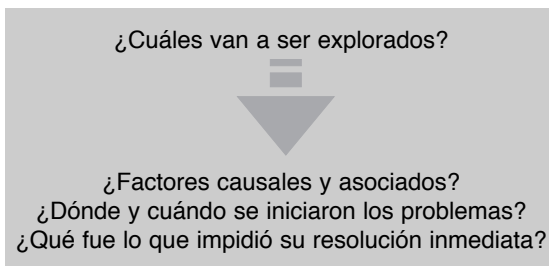 ¿Cuáles van a ser explorados?
¿Factores causales y asociados?
¿Dónde y cuándo se iniciaron los problemas?
¿Qué fue lo que impidió su resolución inmediata?